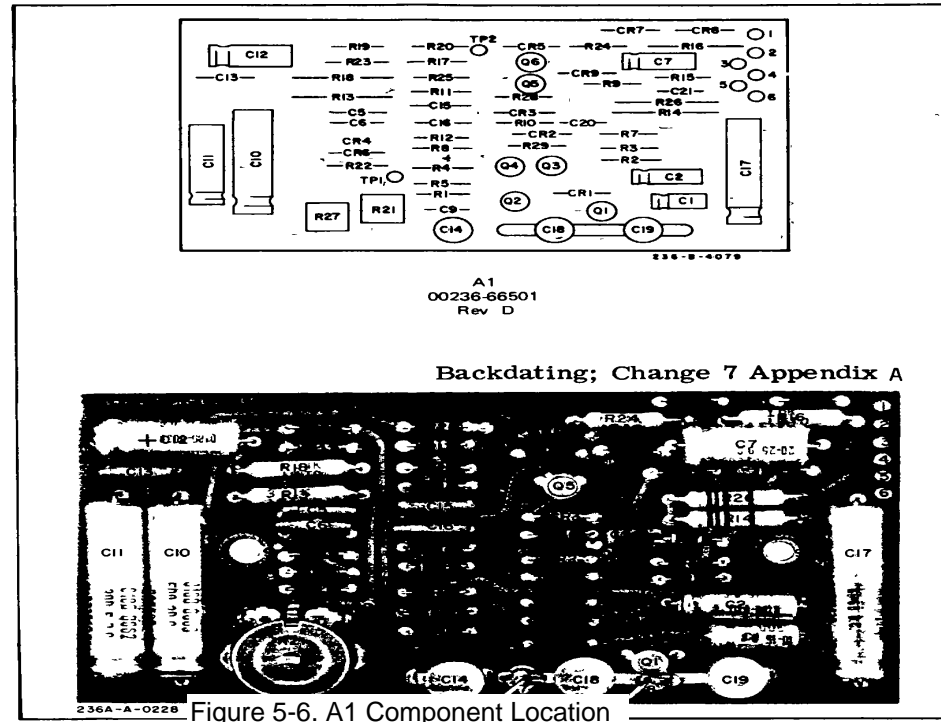 CR7 CR8 1
TP2
R19 R20 CR5 R24 R16 2
C12 R23 R17 Q6 C7 3
C13 R18 R25 CR9 R15 4
Q5 R9 5
R11 C21
R13 R28 R26 6
C15
C5 CR3 R14
C6 C16 R10 C20
CR4 R12 CR2 R7
C11 C10 CR6 R8 R29 R3 C17
R22 R4 Q4 Q3 R2
TP1 C2
R5
R1 CR1
R27 R21 C9 Q2 Q1 C1
C14 C18 C19
236-B-4079
A1
00236-66501
Rev D
Backdating; Change 7 Appendix A
R24 1
C7
R18
4
Q5
R13 6
R14
C11 C10 C17
C2
Q1
C14 C18 C19
236A-A-0228
Figure 5-6. A1 Component Location